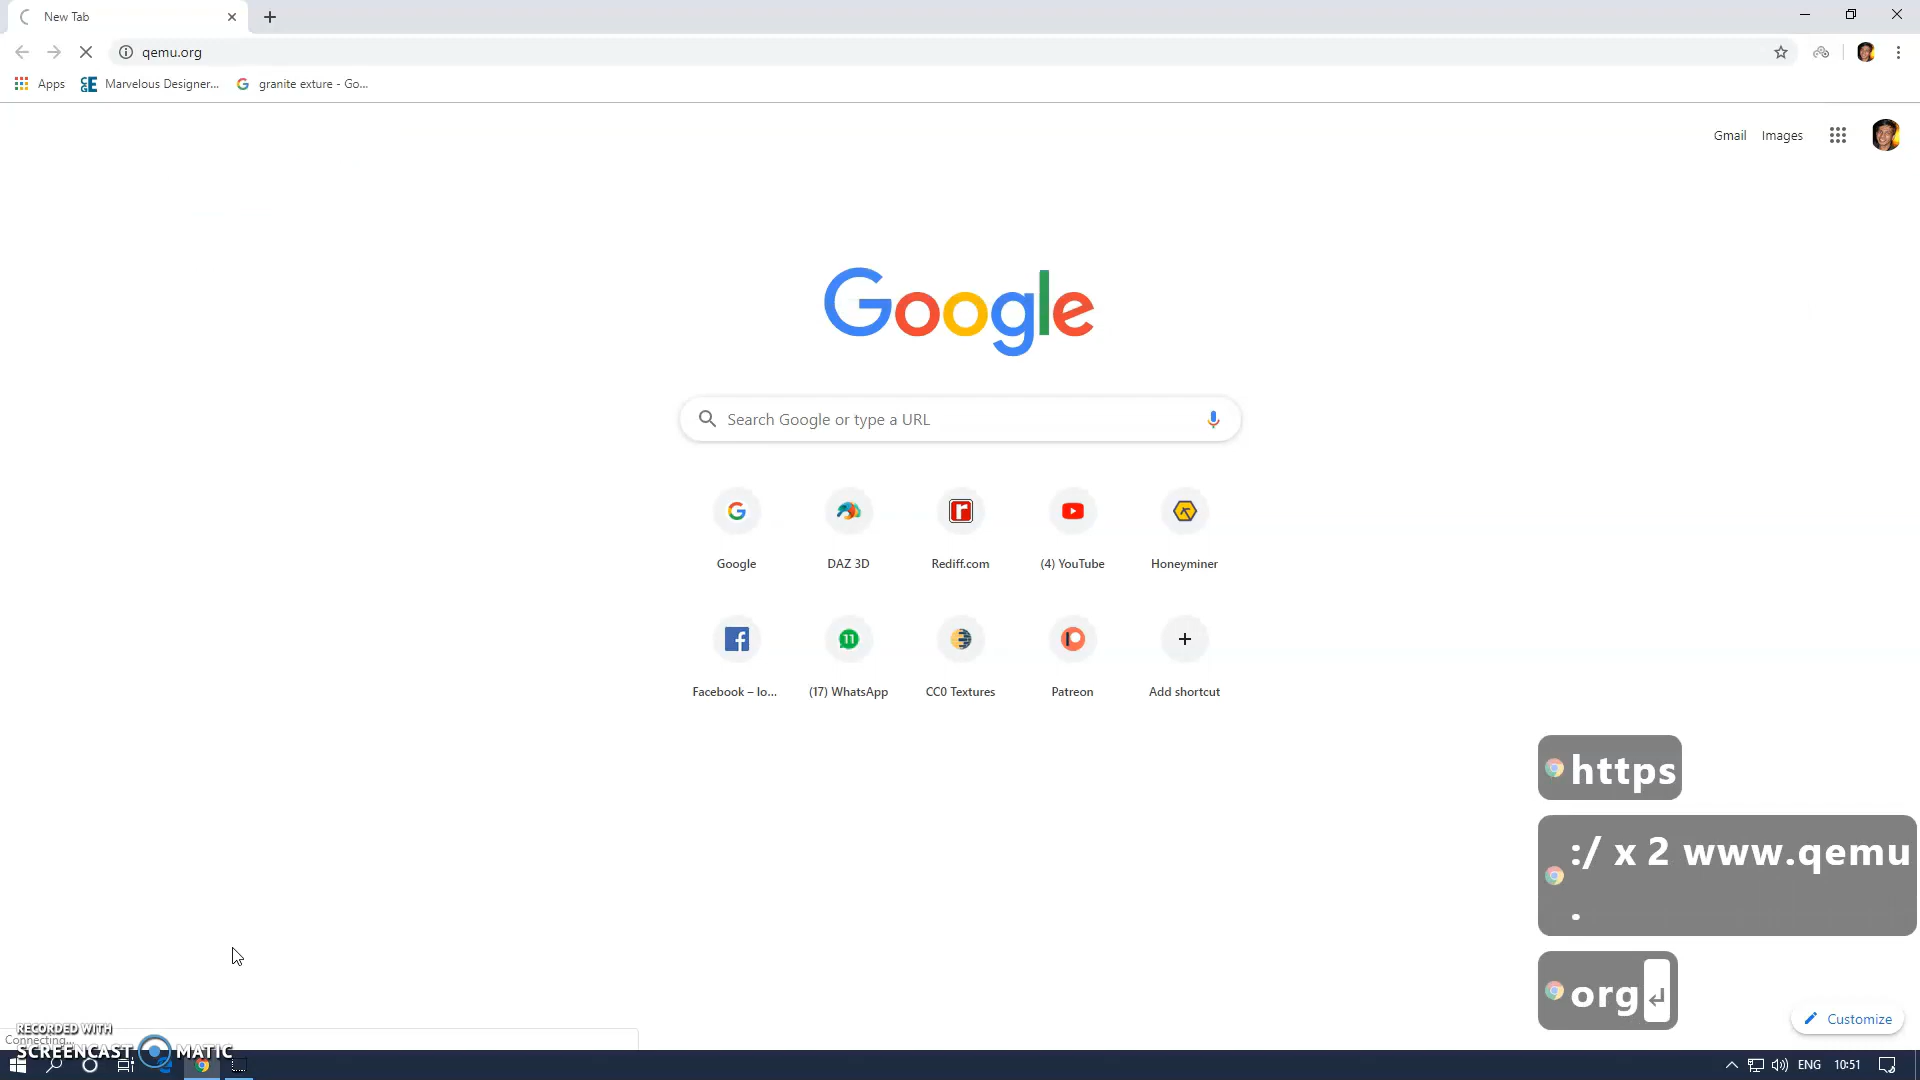 New Tab
qemu.org
Apps
Marvelous Designer...
granite exture - Go...
Gmail
Images
Google
Search Google or type a URL
Google
DAZ 3D
Rediff.com
(4) YouTube
Honeyminer
Facebook – lo...
(17) WhatsApp
CC0 Textures
Patreon
Add shortcut
https
:/ x 2 www.qemu
.
org
Customize
Connecting...
RECORDED WITH
SCREENCAST MATIC
ENG
10:51